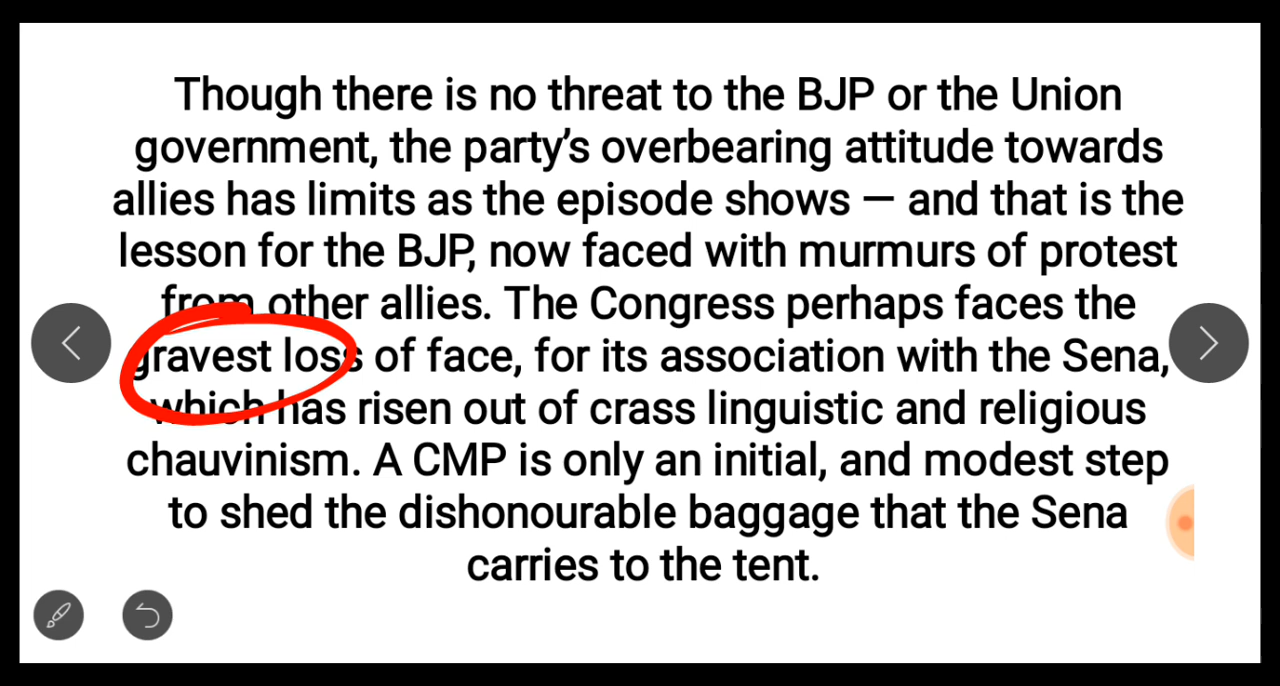 Though there is no threat to the BJP or the Union
government, the party’s overbearing attitude towards
allies has limits as the episode shows — and that is the
lesson for the BJP, now faced with murmurs of protest
from other allies. The Congress perhaps faces the
gravest loss of face, for its association with the Sena,
which has risen out of crass linguistic and religious
chauvinism. A CMP is only an initial, and modest step
to shed the dishonourable baggage that the Sena
carries to the tent.